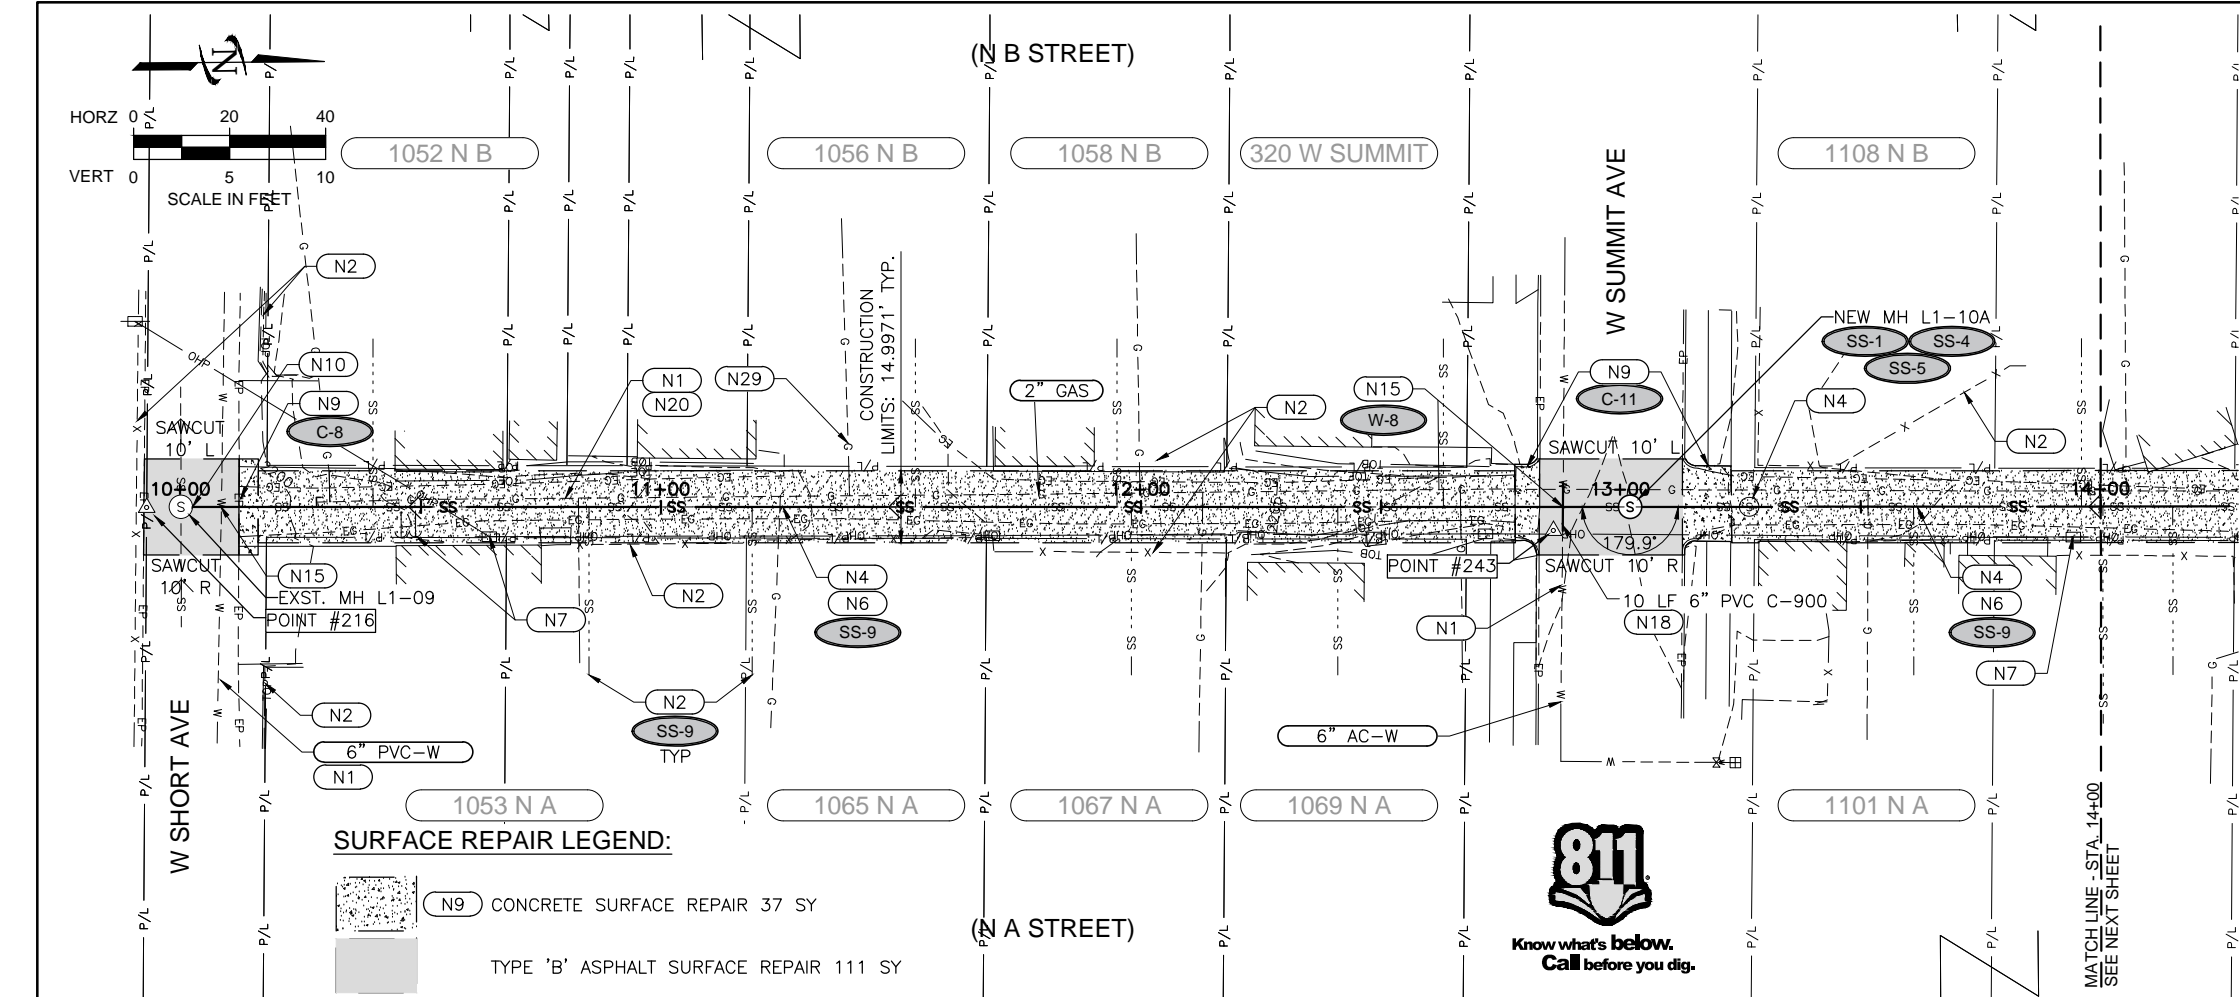 (N B STREET)
N
HORZ 0 20 40
VERT 0 5 10
SCALE IN FEET
1052 N B
1056 N B
1058 N B
320 W SUMMIT
1108 N B
W SUMMIT AVE
N2
N10
N9
C-8
SAWCUT
10' L
N1
N20
N29
CONSTRUCTION
LIMITS: 14.9971' TYP.
2" GAS
N2
N15
W-8
N9
C-11
SAWCUT 10' L
NEW MH L1-10A
SS-1
SS-4
SS-5
N4
N2
10+00
11+00
12+00
13+00
14+00
SS
SS
SS
SS
SS
SS
SS
179.9°
SAWCUT
10' R
N15
EXST. MH L1-09
POINT #216
N7
N2
N4
N6
SS-9
POINT #243
SAWCUT 10' R
10 LF 6" PVC C-900
N18
N1
N4
N6
SS-9
N7
N2
SS-9
TYP
N2
6" PVC-W
N1
6" AC-W
W SHORT AVE
1053 N A
1065 N A
1067 N A
1069 N A
1101 N A
SURFACE REPAIR LEGEND:
N9 CONCRETE SURFACE REPAIR 37 SY
TYPE 'B' ASPHALT SURFACE REPAIR 111 SY
(N A STREET)
811
Know what's below.
Call before you dig.
MATCH LINE - STA. 14+00
SEE NEXT SHEET